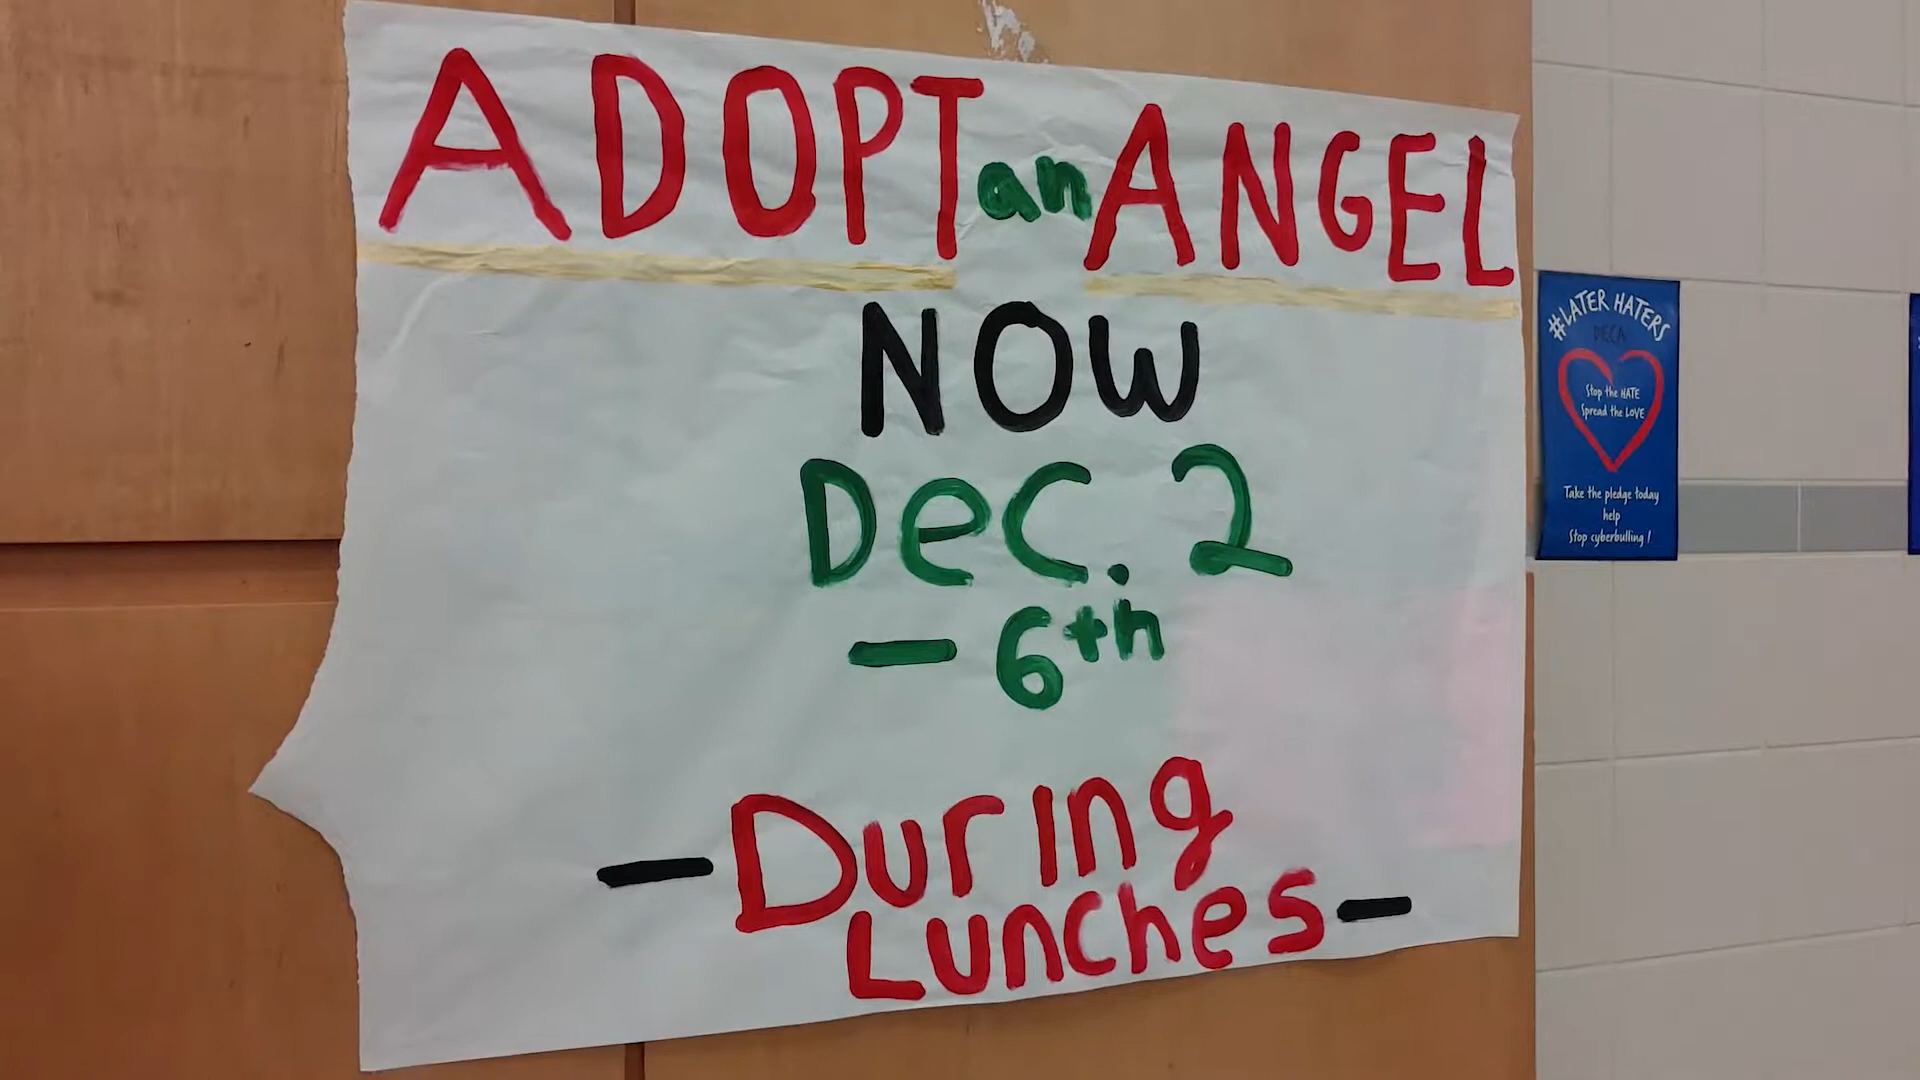 ADOPT an ANGEL
NOW
Dec. 2
- 6th
- During
Lunches -
#LATER HATERS
DECA
Stop the HATE
Spread the LOVE
Take the pledge today
help
Stop cyberbulling!